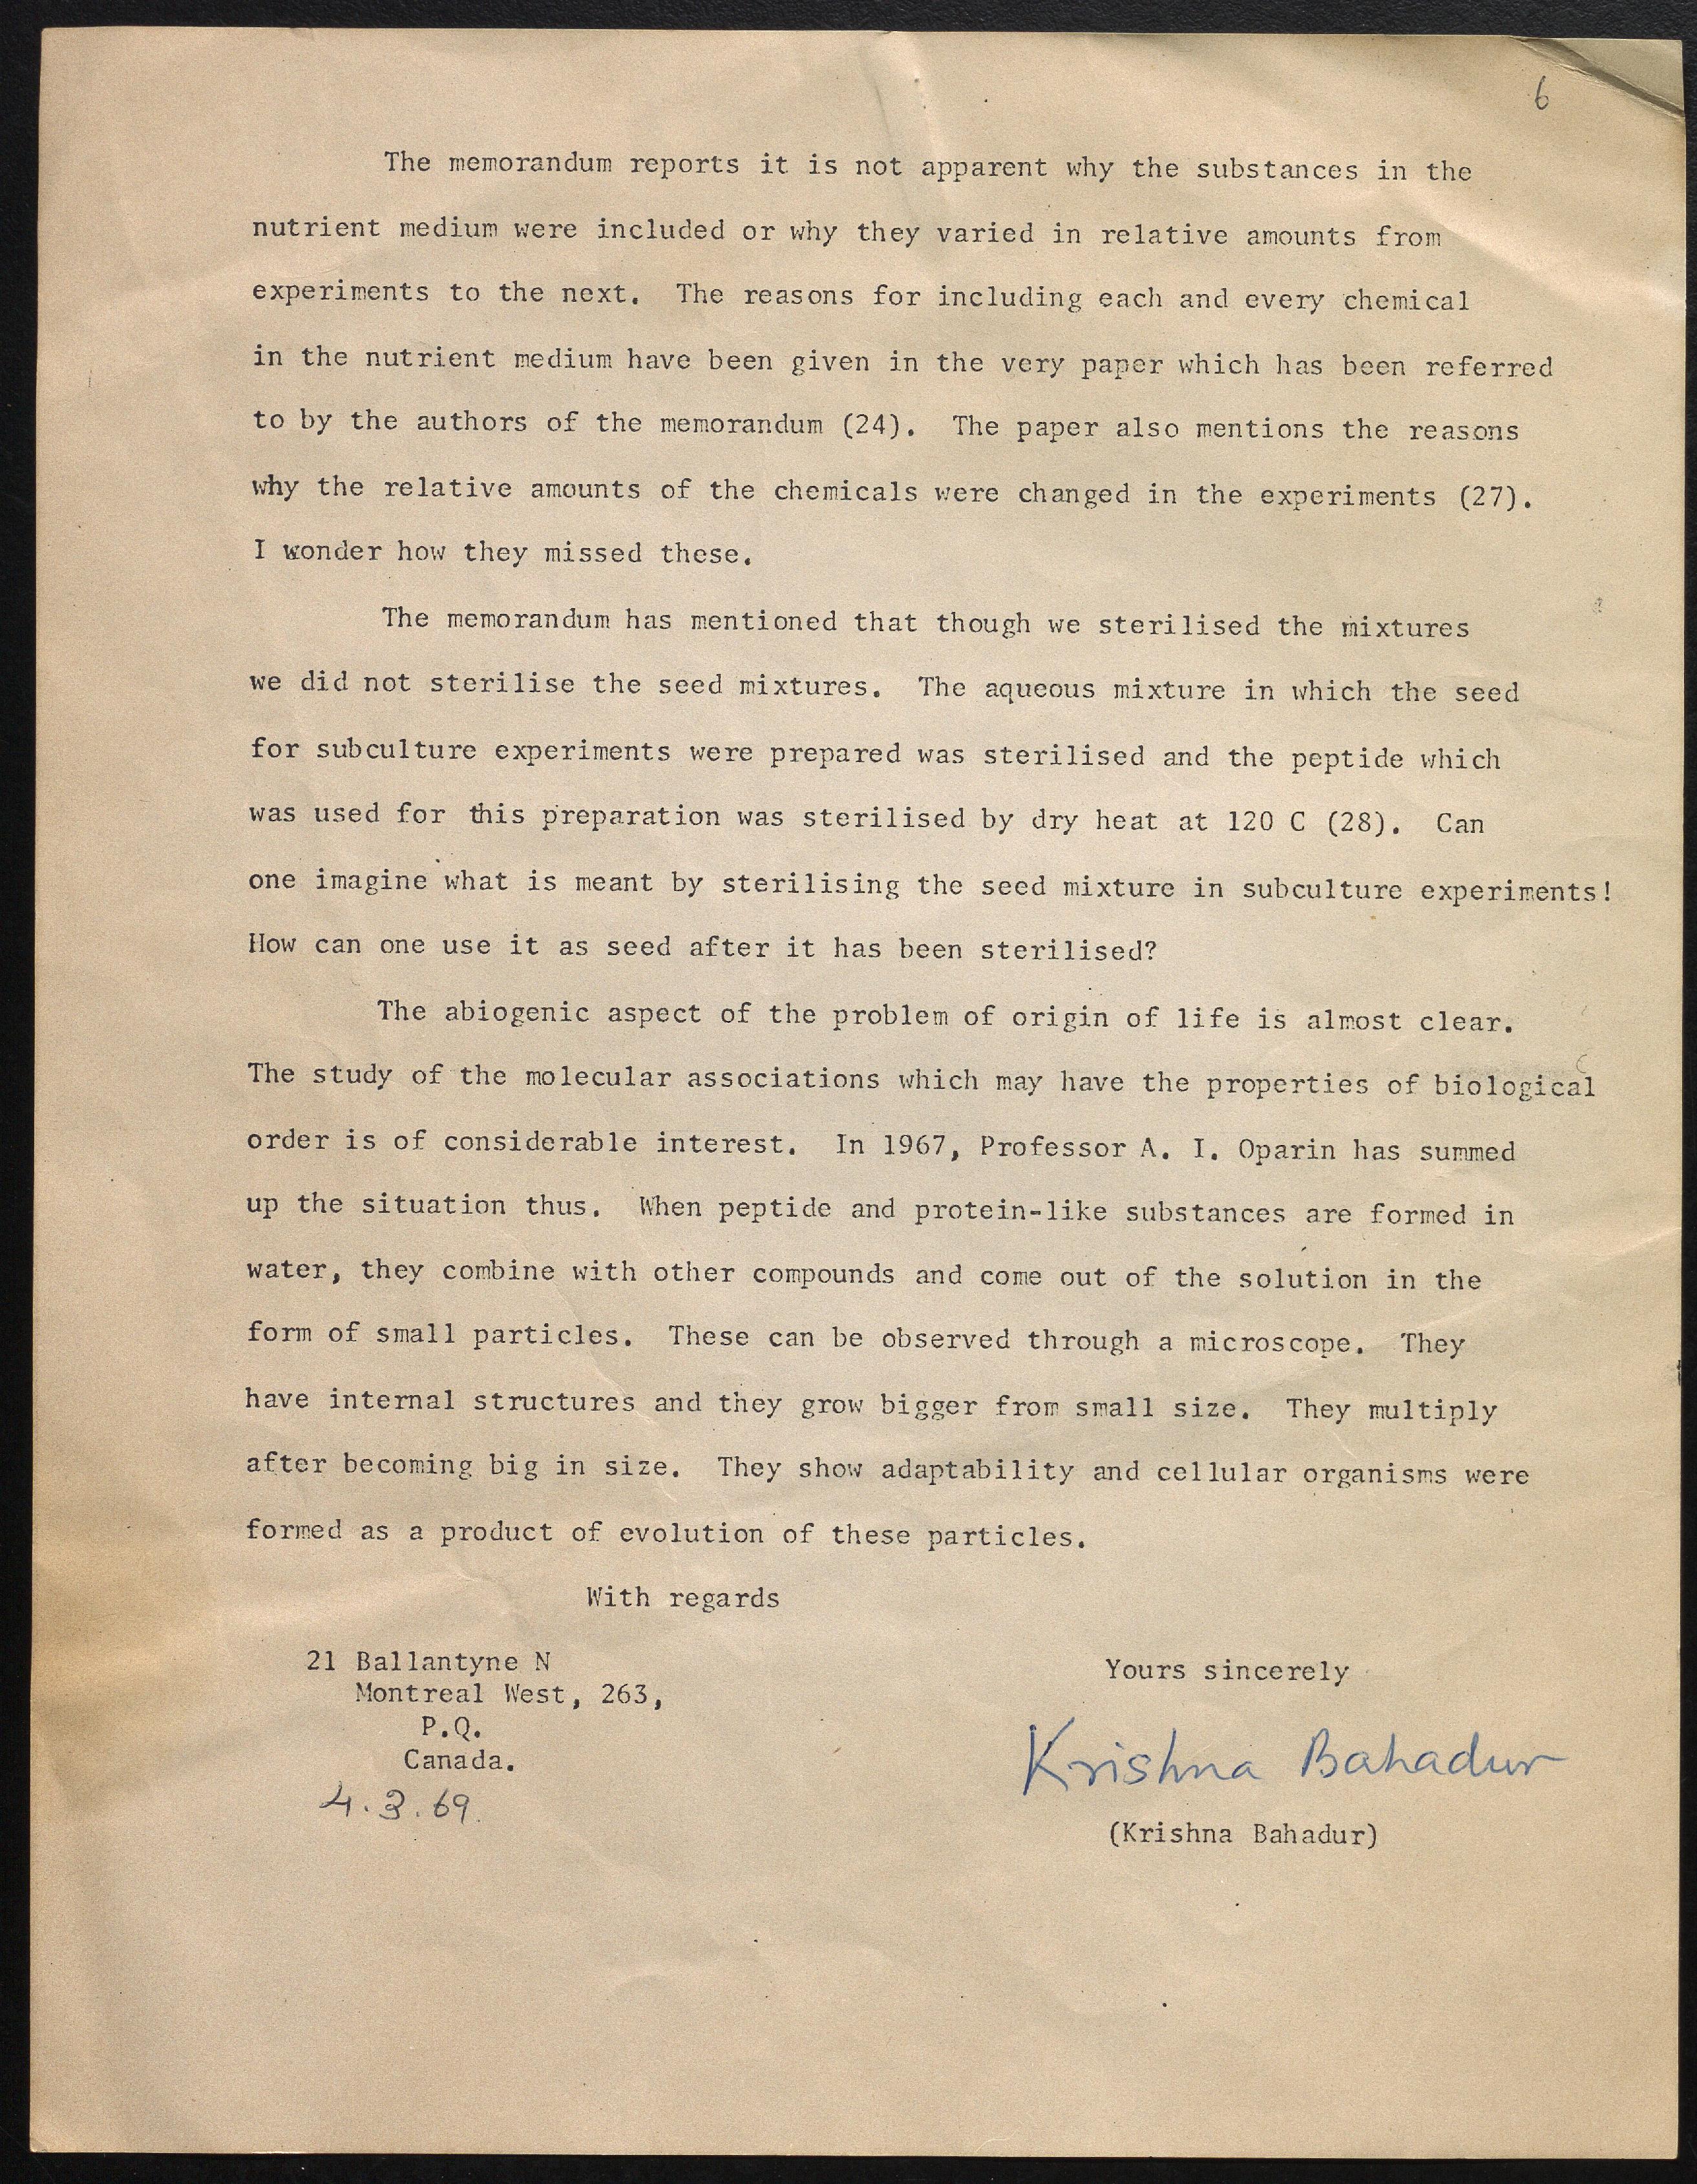 6
The memorandum reports it is not apparent why the substances in the
nutrient medium were included or why they varied in relative amounts from
experiments to the next. The reasons for including each and every chemical
in the nutrient medium have been given in the very paper which has been referred
to by the authors of the memorandum (24). The paper also mentions the reasons
why the relative amounts of the chemicals were changed in the experiments (27).
I wonder how they missed these.
The memorandum has mentioned that though we sterilised the mixtures
we did not sterilise the seed mixtures. The aqueous mixture in which the seed
for subculture experiments were prepared was sterilised and the peptide which
was used for this preparation was sterilised by dry heat at 120 C (28). Can
one imagine what is meant by sterilising the seed mixture in subculture experiments!
How can one use it as seed after it has been sterilised?
The abiogenic aspect of the problem of origin of life is almost clear.
The study of the molecular associations which may have the properties of biological
order is of considerable interest. In 1967, Professor A. I. Oparin has summed
up the situation thus. When peptide and protein-like substances are formed in
water, they combine with other compounds and come out of the solution in the
form of small particles. These can be observed through a microscope. They
have internal structures and they grow bigger from small size. They multiply
after becoming big in size. They show adaptability and cellular organisms were
formed as a product of evolution of these particles.
With regards
21 Ballantyne N
Montreal West, 263,
P.Q.
Canada.
4.3.69.
Yours sincerely
Krishna Bahadur
(Krishna Bahadur)